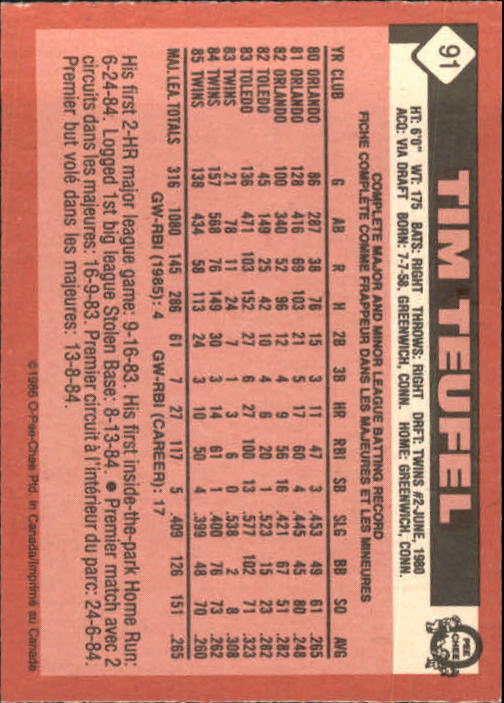 91
TIM TEUFEL
O PEE CHEE
HT: 6'0" WT: 175 BATS: RIGHT THROWS: RIGHT DRFT: TWINS #2-JUNE, 1980
ACQ: VIA DRAFT BORN: 7-7-58, GREENWICH, CONN. HOME: GREENWICH, CONN.
COMPLETE MAJOR AND MINOR LEAGUE BATTING RECORD
FICHE COMPLETE COMME FRAPPEUR DANS LES MAJEURES ET LES MINEURES
YR CLUB G AB R H 2B 3B HR RBI SB SLG BB SO AVG
80 ORLANDO 86 287 38 76 15 3 11 47 3 .453 49 61 .265
81 ORLANDO 128 416 69 103 21 5 17 60 4 .445 45 80 .248
82 ORLANDO 100 340 52 96 12 4 9 56 16 .421 67 51 .282
82 TOLEDO 45 149 25 42 10 4 6 20 1 .523 15 23 .282
83 TOLEDO 136 471 103 152 27 6 27 100 13 .577 102 71 .323
83 TWINS 21 78 11 24 7 1 3 6 0 .538 2 8 .308
84 TWINS 157 568 76 149 30 3 14 61 1 .400 76 73 .262
85 TWINS 138 434 58 113 24 3 10 50 4 .399 48 70 .260
MAJ. LEA. TOTALS 316 1080 145 286 61 7 27 117 5 .409 126 151 .265
GW-RBI (1985): 4 GW-RBI (CAREER): 17
His first 2-HR major league game: 9-16-83. His first inside-the-park Home Run:
6-24-84. Logged 1st big league Stolen Base: 8-13-84. ● Premier match avec 2
circuits dans les majeures: 16-9-83. Premier circuit à l'intérieur du parc: 24-6-84.
Premier but volé dans les majeures: 13-8-84.
©1986 O-Pee-Chee Ptd. in Canada/Imprimé au Canada